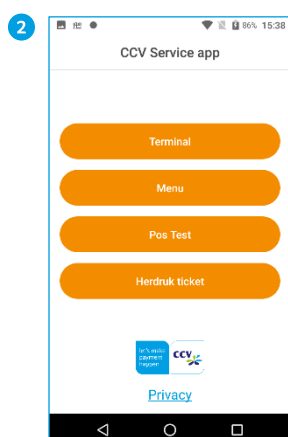 2
86% 15:38
CCV Service app
Terminal
Menu
Pos Test
Herdruk ticket
let's make
payment
happen
CCV
Privacy